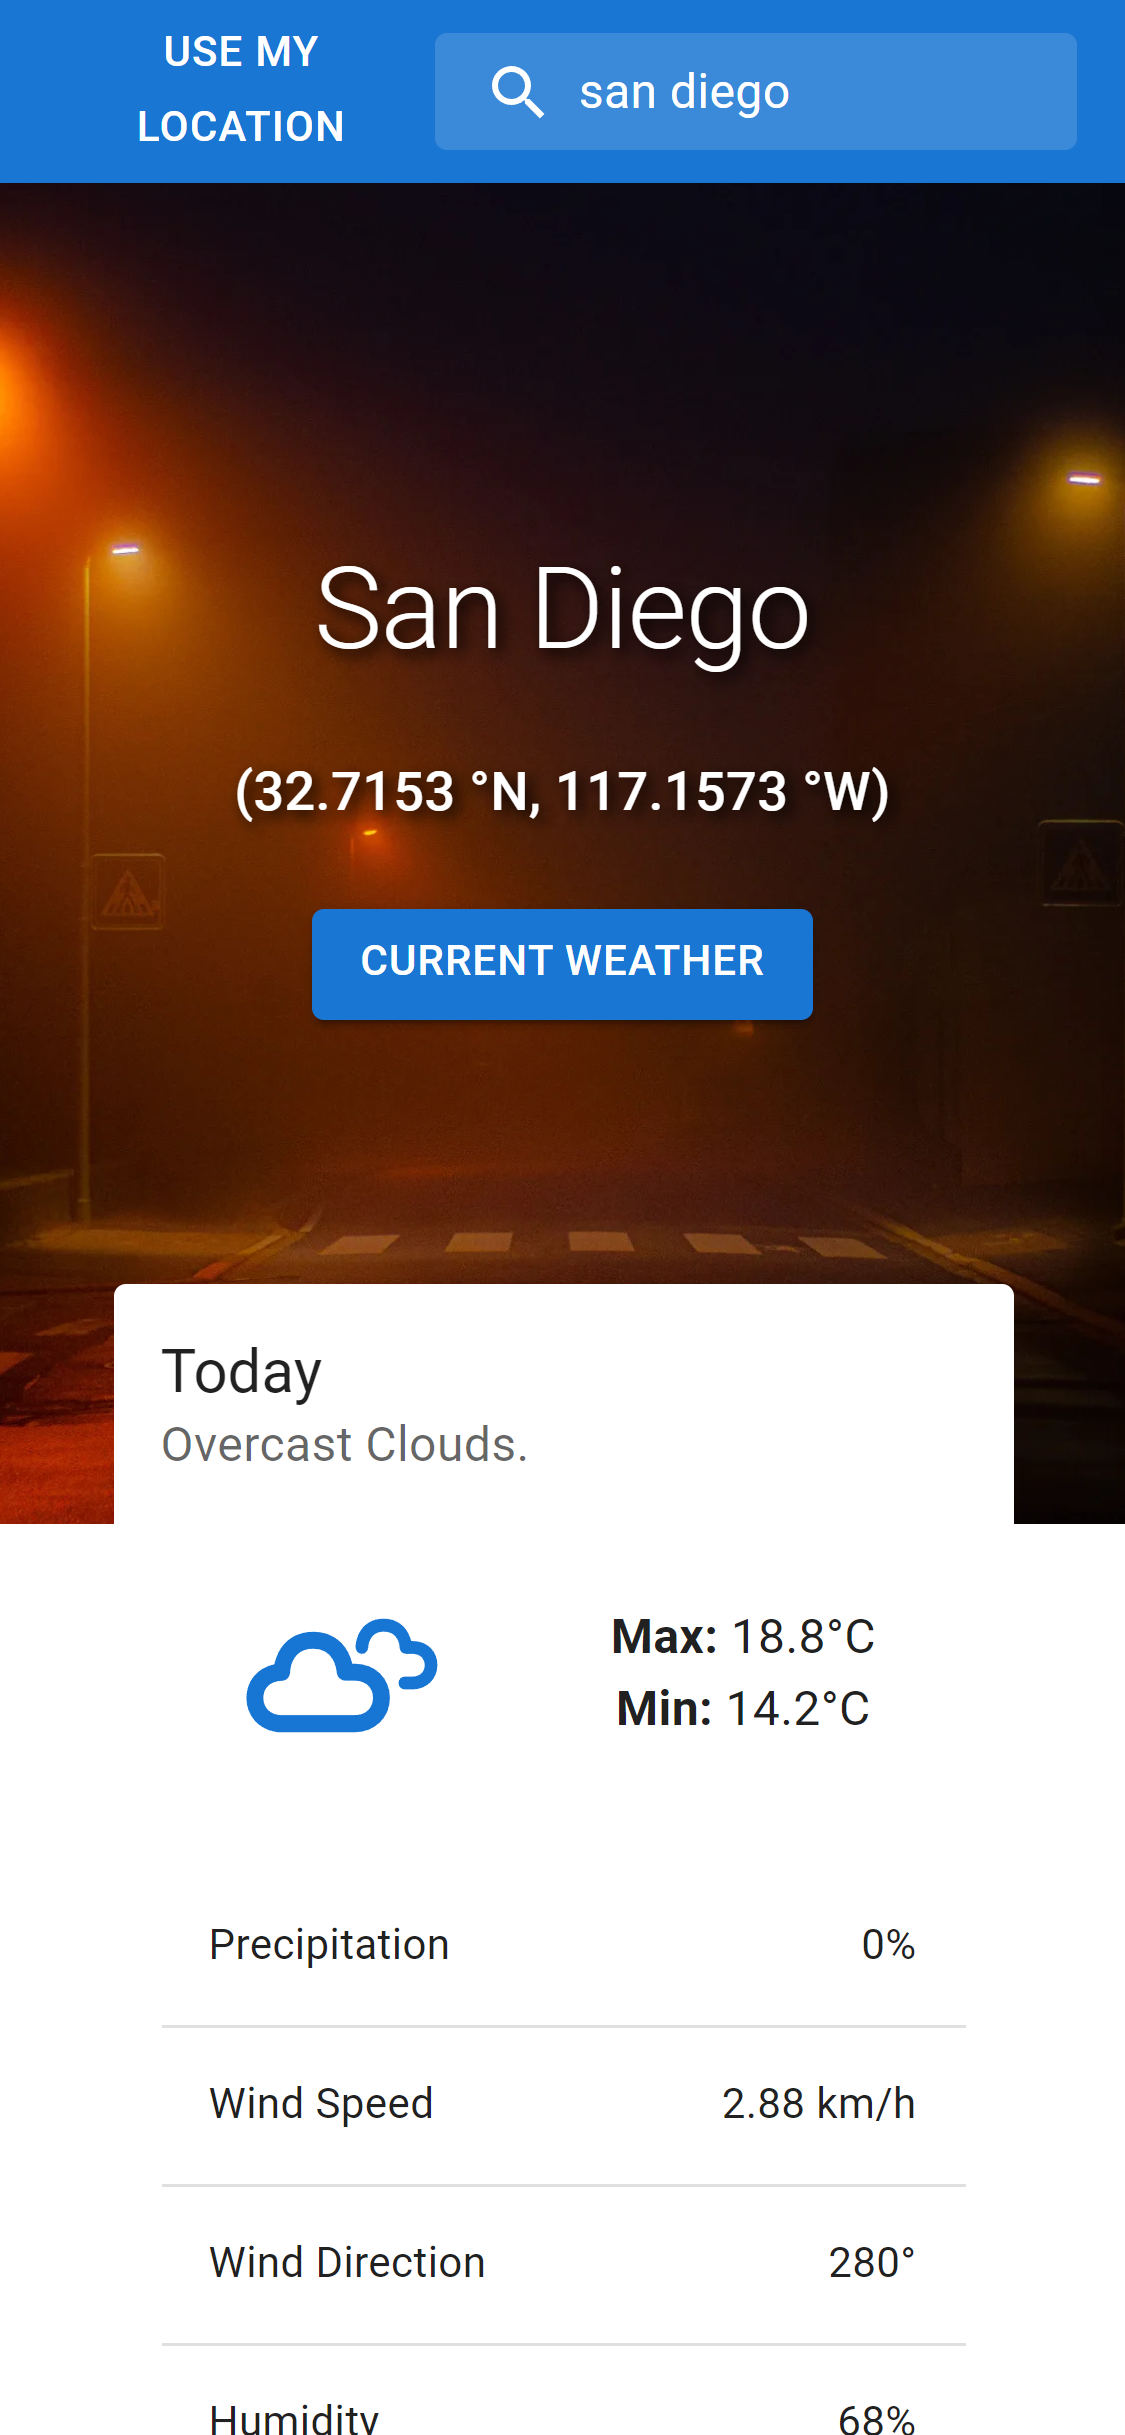 USE MY
LOCATION
san diego
San Diego
(32.7153 °N, 117.1573 °W)
CURRENT WEATHER
Today
Overcast Clouds.
Max: 18.8°C
Min: 14.2°C
Precipitation 0%
Wind Speed 2.88 km/h
Wind Direction 280°
Humidity 68%